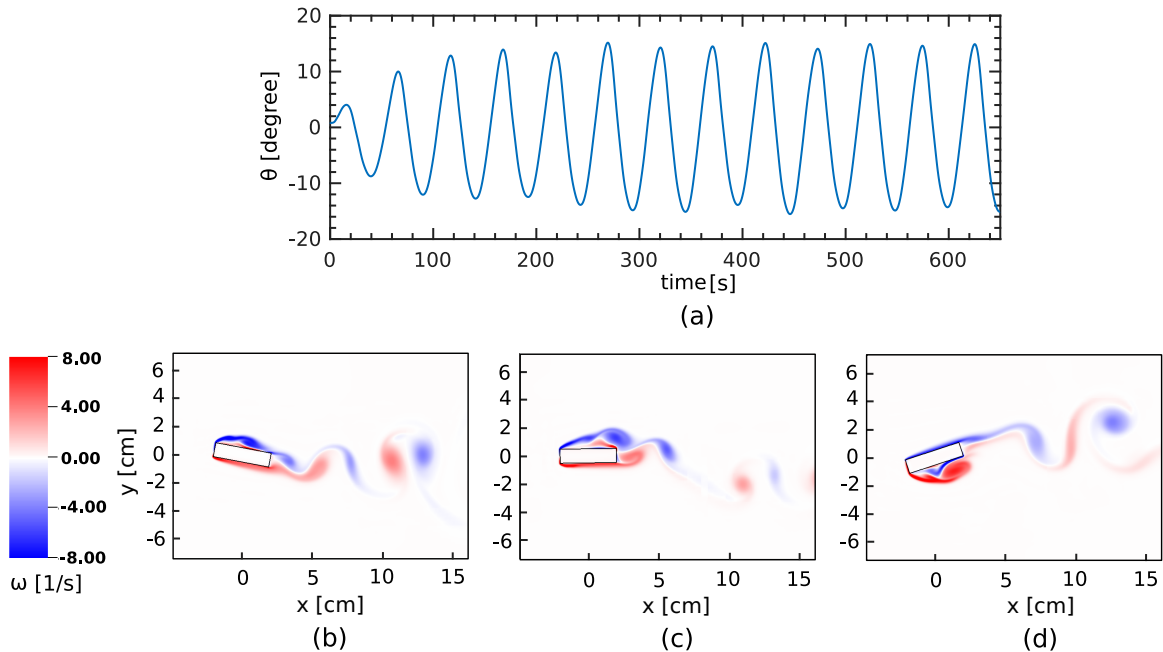 20
10
0
-10
-20
θ [degree]
0 100 200 300 400 500 600
time[s]
(a)
8.00
4.00
0.00
-4.00
-8.00
ω [1/s]
6
4
2
0
-2
-4
-6
y [cm]
0 5 10 15
x [cm]
(b)
6
4
2
0
-2
-4
-6
0 5 10 15
x [cm]
(c)
6
4
2
0
-2
-4
-6
0 5 10 15
x [cm]
(d)